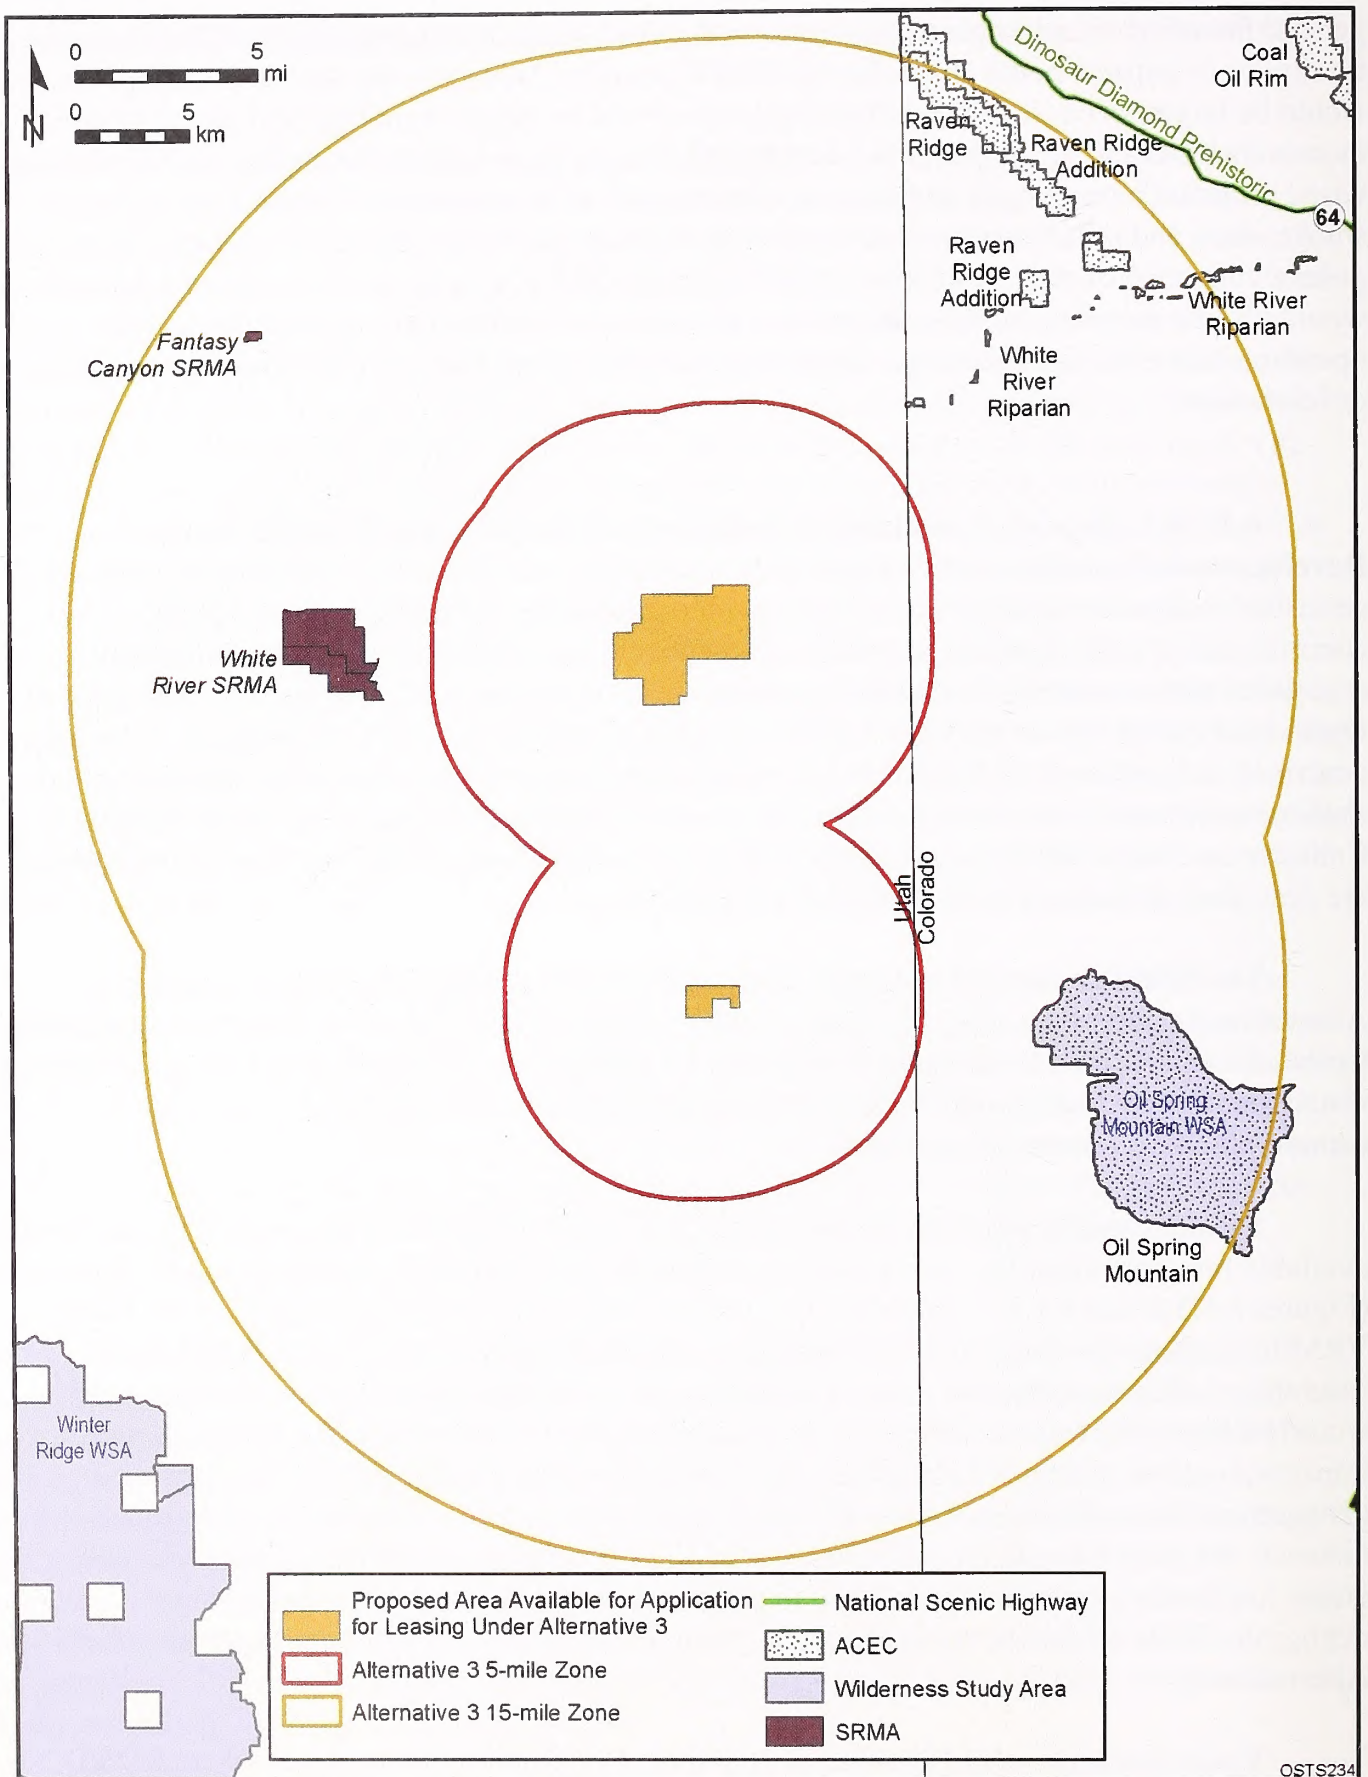 0 5
mi
0 5
km
N
Dinosaur Diamond Prehistoric
64
Coal
Oil Rim
Raven
Ridge
Raven Ridge
Addition
Raven
Ridge
Addition
White River
Riparian
White
River
Riparian
Fantasy
Canyon SRMA
White
River SRMA
Utah
Colorado
Oil Spring
Mountain WSA
Oil Spring
Mountain
Winter
Ridge WSA
Proposed Area Available for Application
for Leasing Under Alternative 3
Alternative 3 5-mile Zone
Alternative 3 15-mile Zone
National Scenic Highway
ACEC
Wilderness Study Area
SRMA
OSTS234